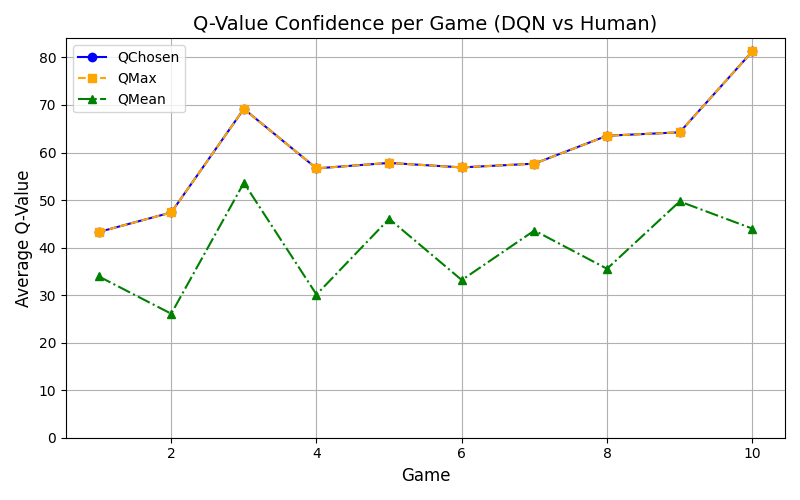 Q-Value Confidence per Game (DQN vs Human)
QChosen
QMax
QMean
Average Q-Value
80
70
60
50
40
30
20
10
0
2 4 6 8 10
Game